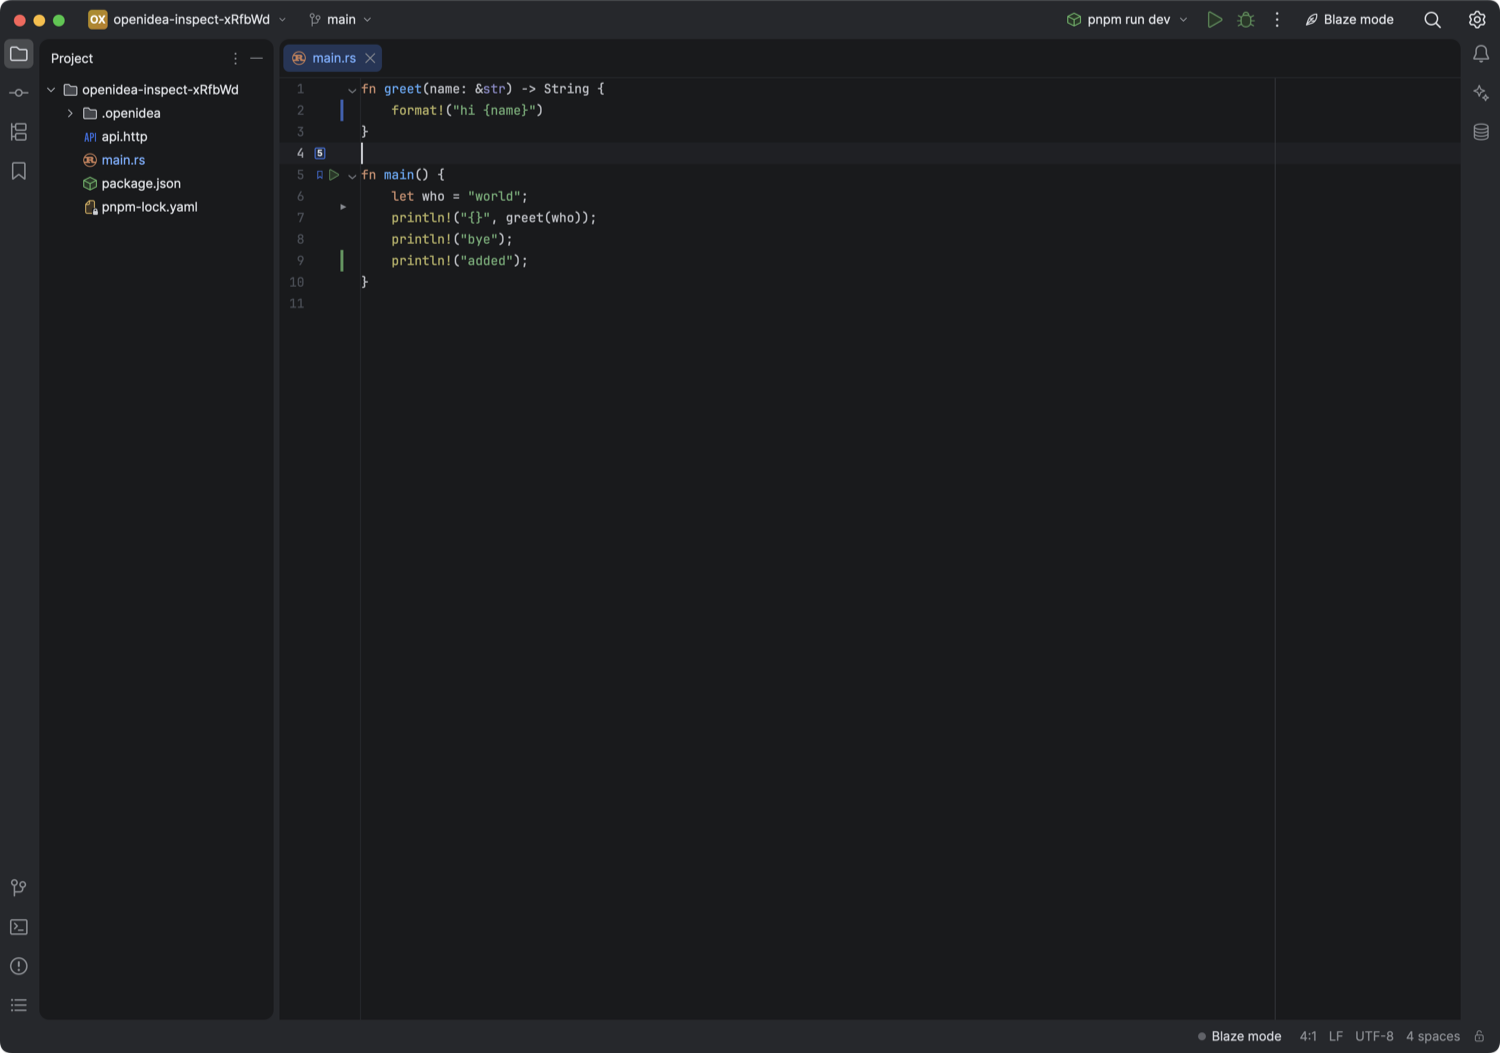 OX openidea-inspect-xRfbWd main pnpm run dev Blaze mode
Project
main.rs
openidea-inspect-xRfbWd
.openidea
API api.http
main.rs
package.json
pnpm-lock.yaml
1 fn greet(name: &str) -> String {
2 format!("hi {name}")
3 }
4 5
5 fn main() {
6 let who = "world";
7 println!("{}", greet(who));
8 println!("bye");
9 println!("added");
10 }
11
Blaze mode 4:1 LF UTF-8 4 spaces